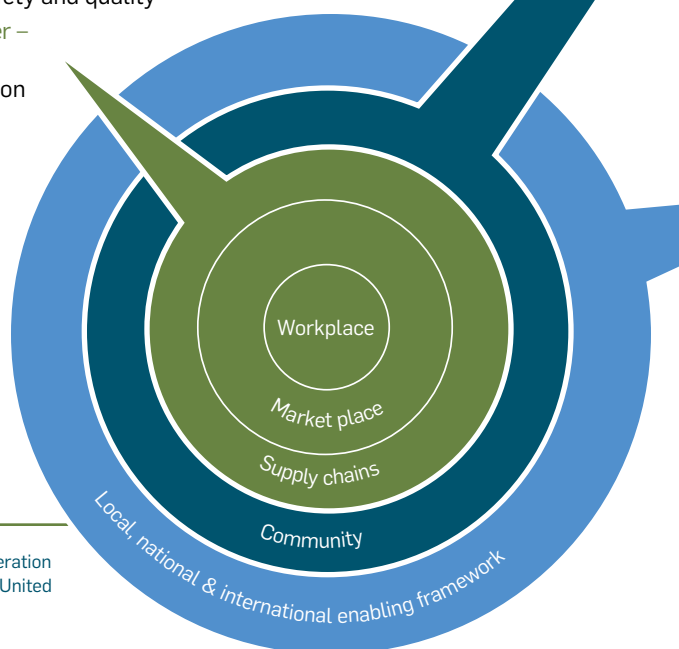 ety and quality
er –
on
Workplace
Market place
Supply chains
Community
Local, national & international enabling framework
eration
United